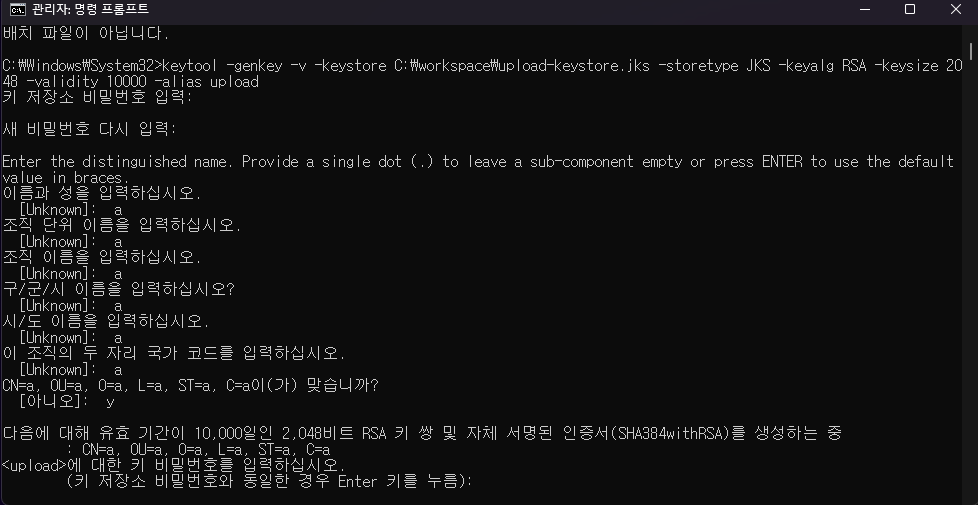 관리자: 명령 프롬프트
배치 파일이 아닙니다.
C:\Windows\System32>keytool -genkey -v -keystore C:\workspace\upload-keystore.jks -storetype JKS -keyalg RSA -keysize 20
48 -validity 10000 -alias upload
키 저장소 비밀번호 입력:
새 비밀번호 다시 입력:
Enter the distinguished name. Provide a single dot (.) to leave a sub-component empty or press ENTER to use the default
value in braces.
이름과 성을 입력하십시오.
[Unknown]:  a
조직 단위 이름을 입력하십시오.
[Unknown]:  a
조직 이름을 입력하십시오.
[Unknown]:  a
구/군/시 이름을 입력하십시오?
[Unknown]:  a
시/도 이름을 입력하십시오.
[Unknown]:  a
이 조직의 두 자리 국가 코드를 입력하십시오.
[Unknown]:  a
CN=a, OU=a, O=a, L=a, ST=a, C=a이(가) 맞습니까?
[아니오]:  y
다음에 대해 유효 기간이 10,000일인 2,048비트 RSA 키 쌍 및 자체 서명된 인증서(SHA384withRSA)를 생성하는 중
: CN=a, OU=a, O=a, L=a, ST=a, C=a
<upload>에 대한 키 비밀번호를 입력하십시오.
(키 저장소 비밀번호와 동일한 경우 Enter 키를 누름):